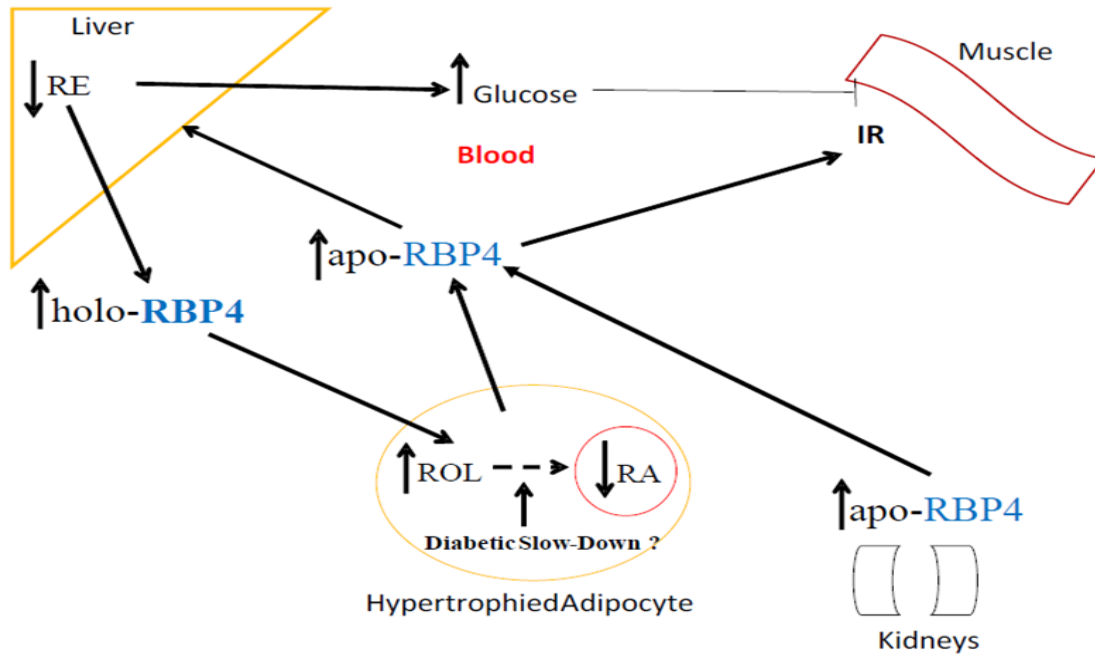 Liver
Muscle
↓ RE
↑ Glucose
IR
Blood
↑apo-RBP4
↑holo-RBP4
↑ROL
↓RA
↑apo-RBP4
Diabetic Slow-Down ?
HypertrophiedAdipocyte
Kidneys